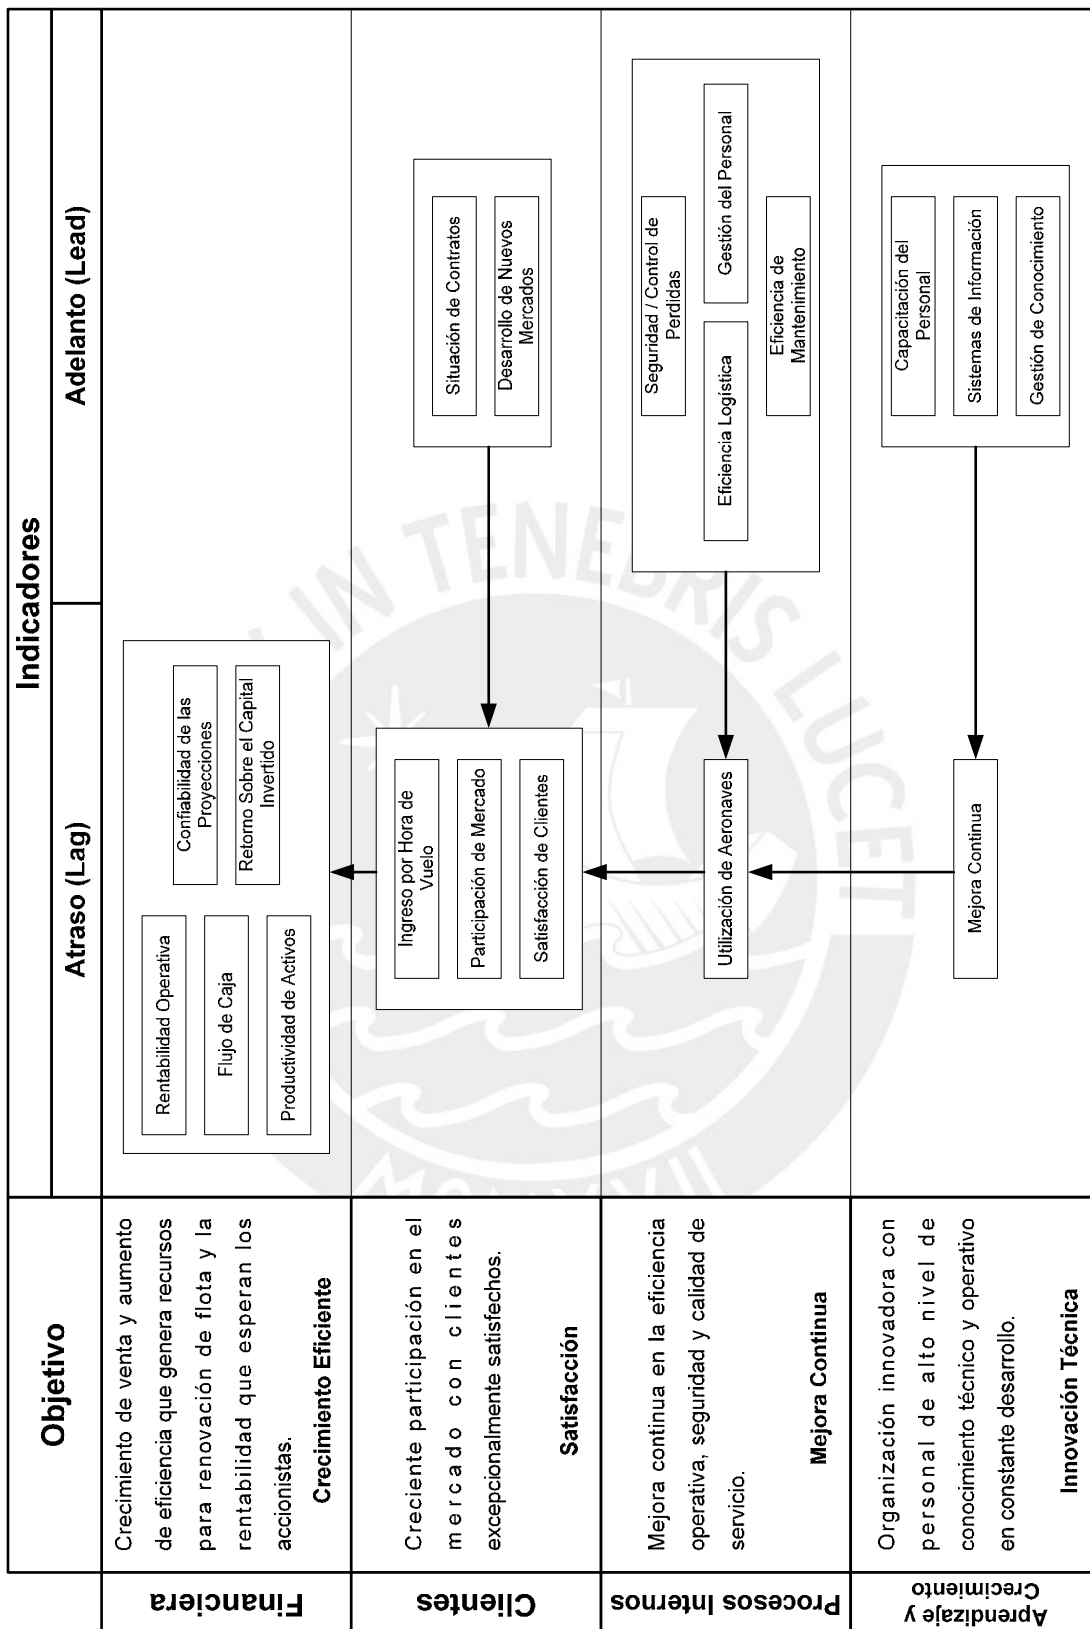 Objetivo
Indicadores
Atraso (Lag)
Adelanto (Lead)
Financiera
Crecimiento de venta y aumento
de eficiencia que genera recursos
para renovación de flota y la
rentabilidad que esperan los
accionistas.
Crecimiento Eficiente
Rentabilidad Operativa
Flujo de Caja
Productividad de Activos
Confiabilidad de las
Proyecciones
Retorno Sobre el Capital
Invertido
Clientes
Creciente participación en el
mercado con clientes
excepcionalmente satisfechos.
Satisfacción
Ingreso por Hora de
Vuelo
Participación de Mercado
Satisfacción de Clientes
Situación de Contratos
Desarrollo de Nuevos
Mercados
Procesos Internos
Mejora continua en la eficiencia
operativa, seguridad y calidad de
servicio.
Mejora Continua
Utilización de Aeronaves
Seguridad / Control de
Perdidas
Eficiencia Logística
Gestión del Personal
Eficiencia de
Mantenimiento
Aprendizaje y
Crecimiento
Organización innovadora con
personal de alto nivel de
conocimiento técnico y operativo
en constante desarrollo.
Innovación Técnica
Mejora Continua
Capacitación del
Personal
Sistemas de Información
Gestión de Conocimiento
IN TENEBRIS LUCET
MCMXVII